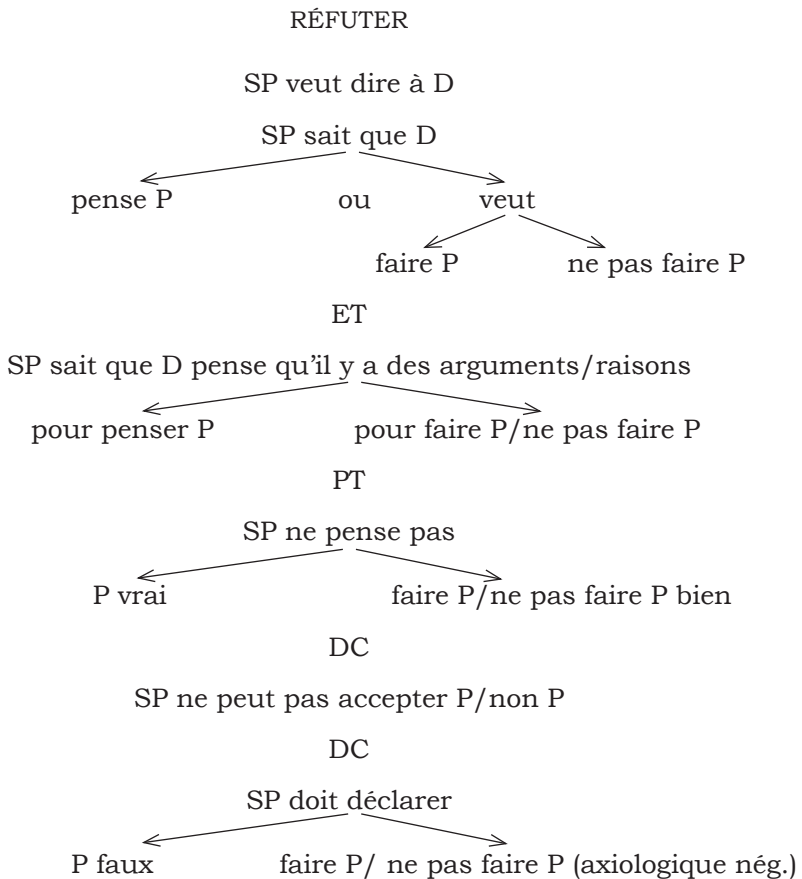 RÉFUTER
SP veut dire à D
SP sait que D
pense P ou veut
faire P ne pas faire P
ET
SP sait que D pense qu’il y a des arguments/raisons
pour penser P pour faire P/ne pas faire P
PT
SP ne pense pas
P vrai faire P/ne pas faire P bien
DC
SP ne peut pas accepter P/non P
DC
SP doit déclarer
P faux faire P/ ne pas faire P (axiologique nég.)